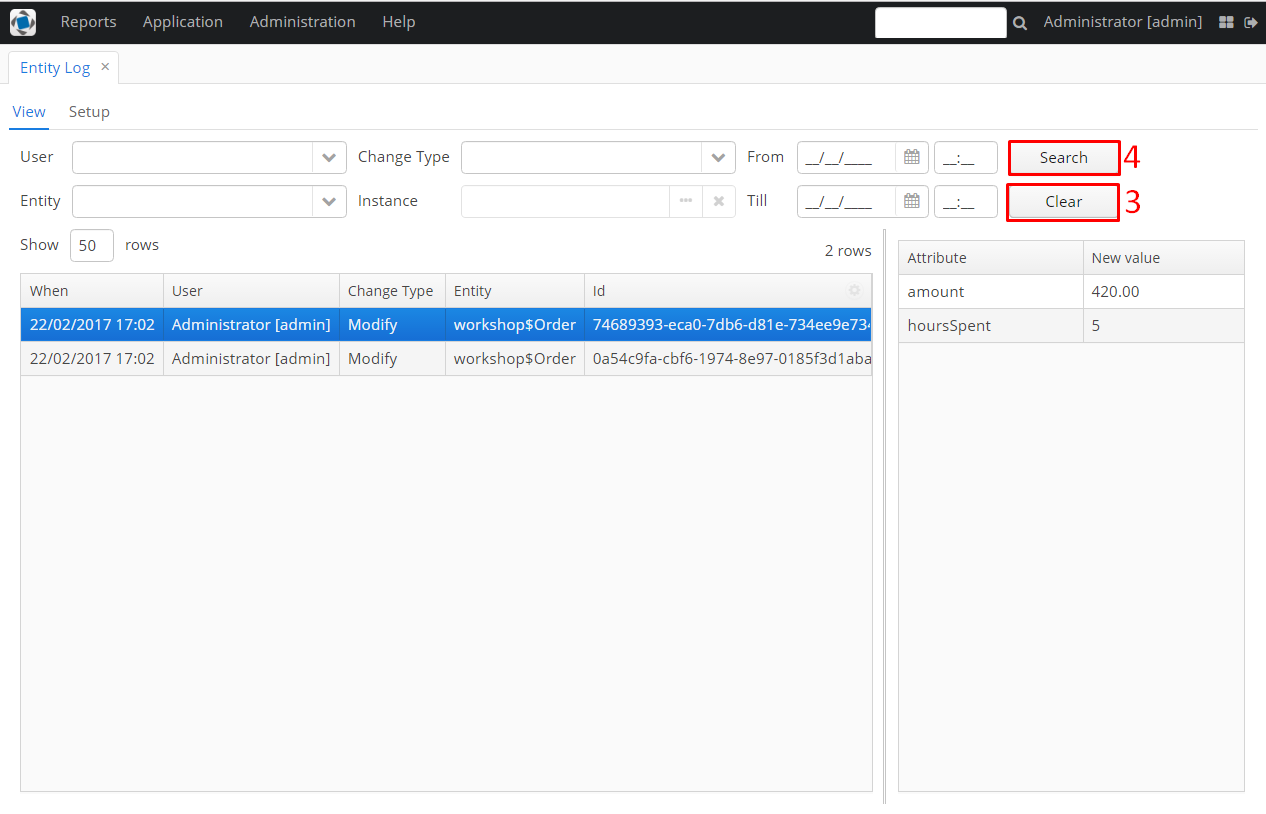 Reports Application Administration Help Administrator [admin]
Entity Log ×
View Setup
User Change Type From __/__/____ __:__ Search 4
Entity Instance Till __/__/____ __:__ Clear 3
Show 50 rows 2 rows
When User Change Type Entity Id
22/02/2017 17:02 Administrator [admin] Modify workshop$Order 74689393-eca0-7db6-d81e-734ee9e734
22/02/2017 17:02 Administrator [admin] Modify workshop$Order 0a54c9fa-cbf6-1974-8e97-0185f3d1aba
Attribute New value
amount 420.00
hoursSpent 5